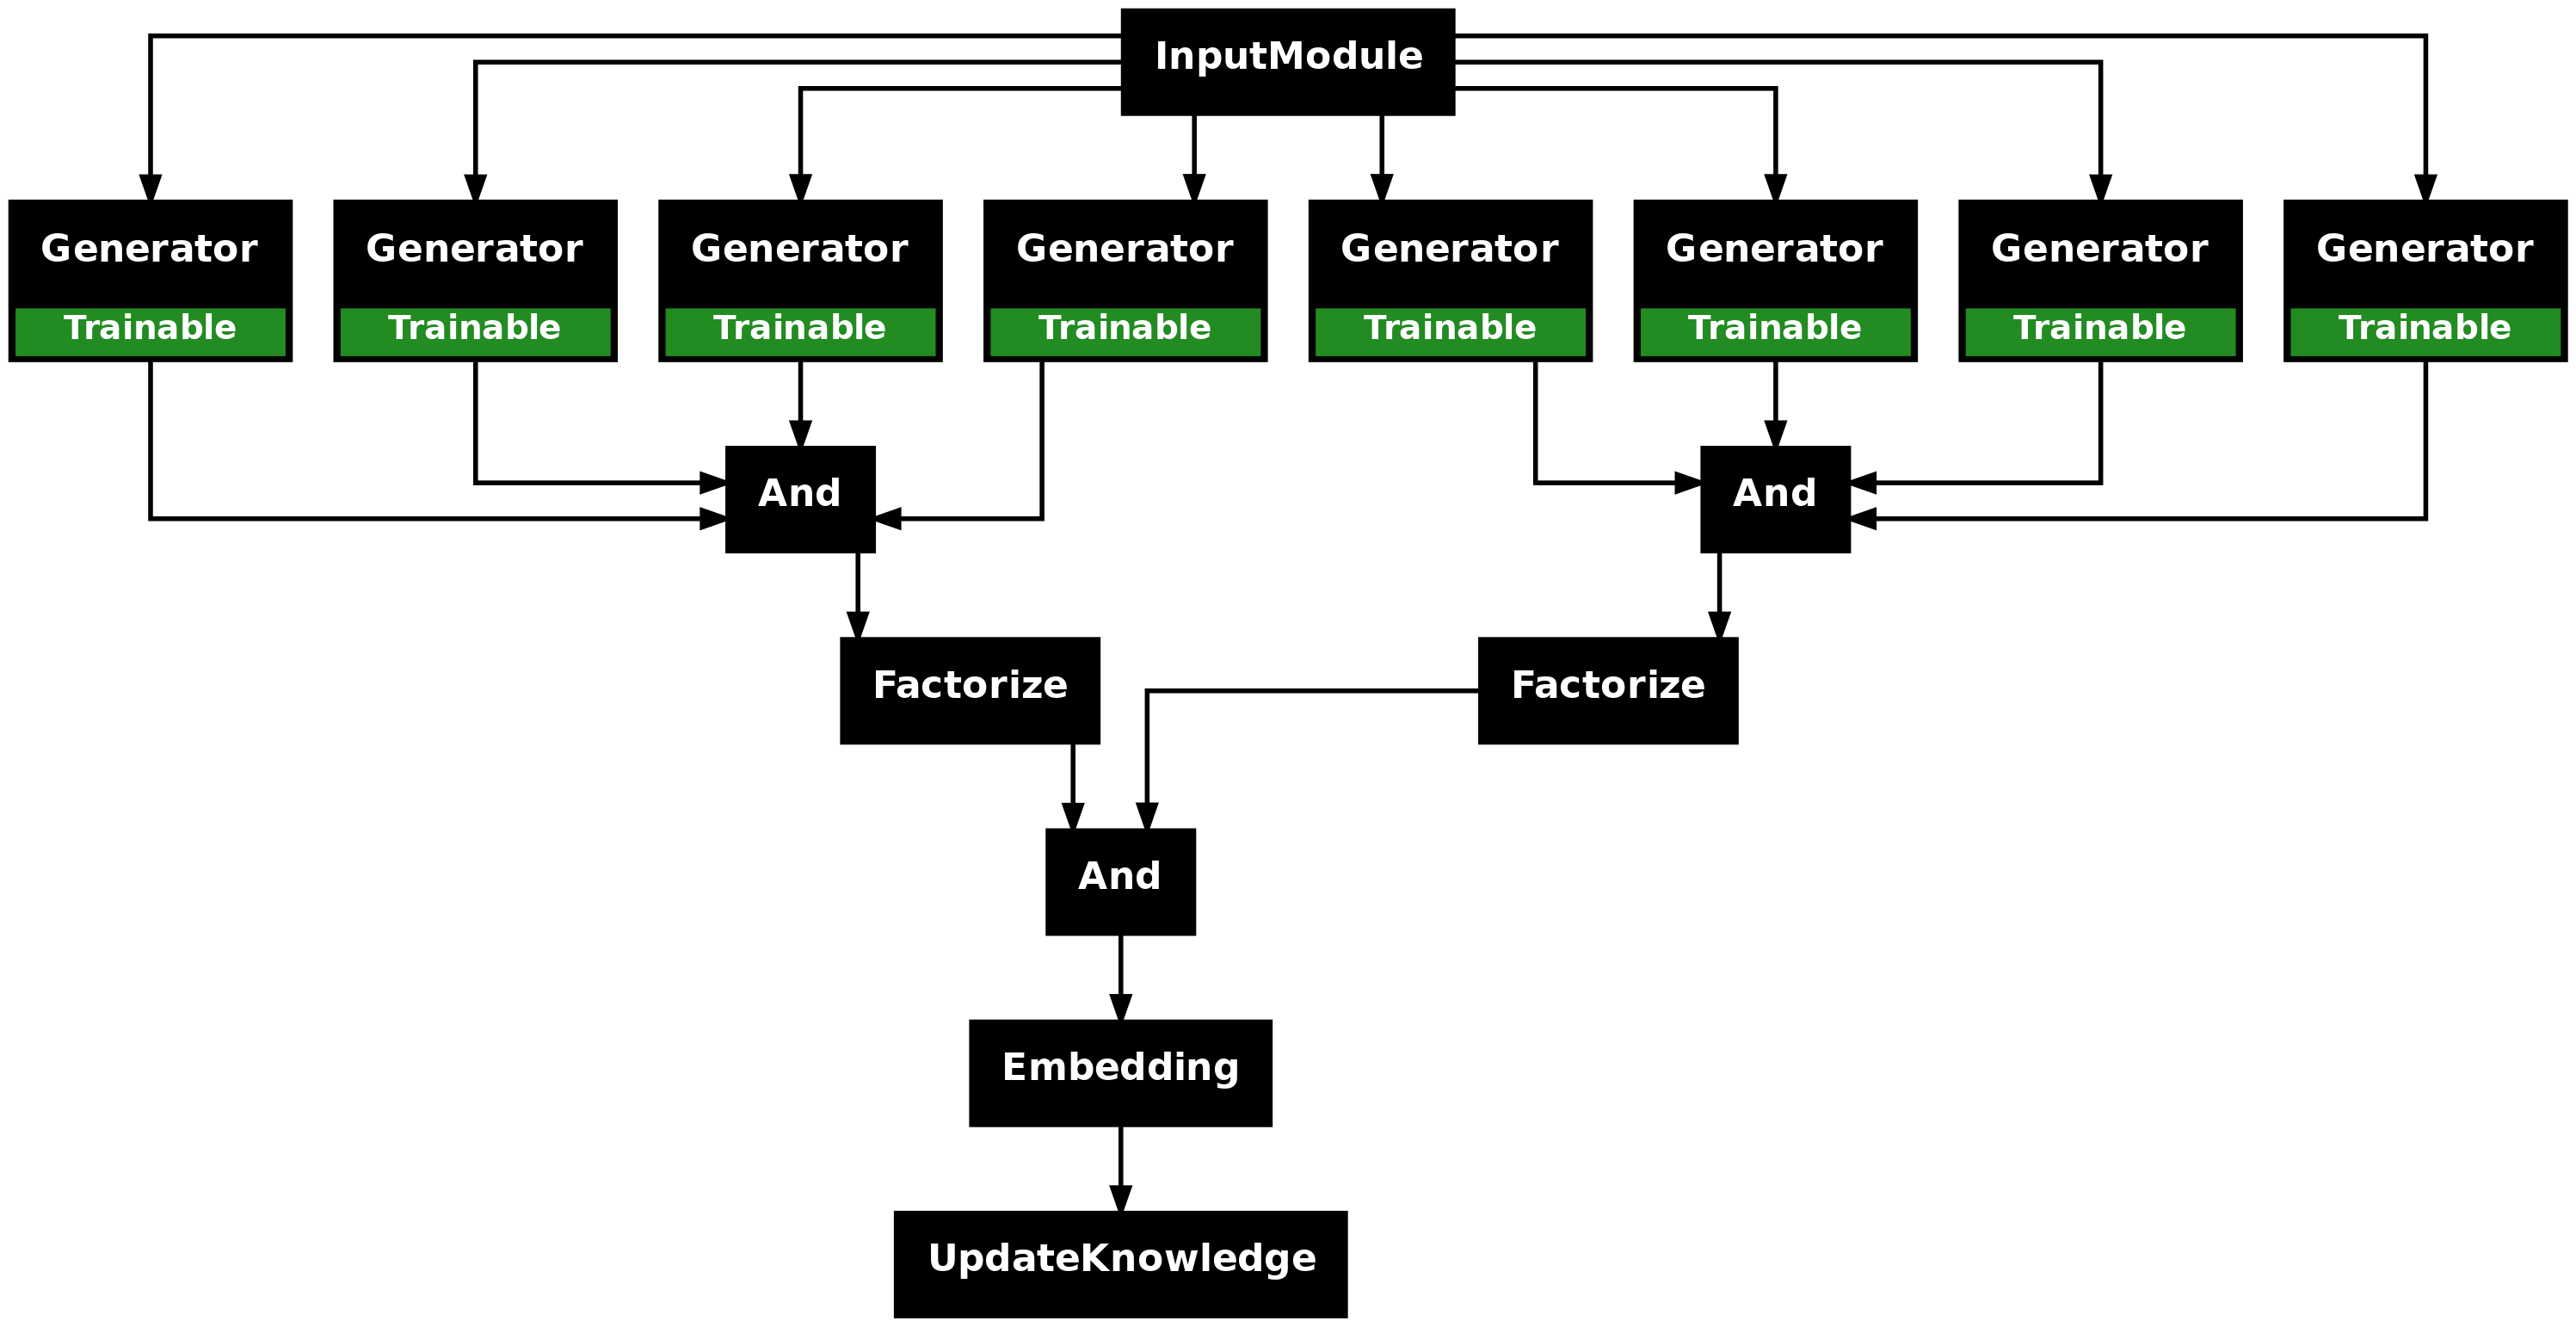 InputModule
Generator
Trainable
Generator
Trainable
Generator
Trainable
Generator
Trainable
Generator
Trainable
Generator
Trainable
Generator
Trainable
Generator
Trainable
And
And
Factorize
Factorize
And
Embedding
UpdateKnowledge